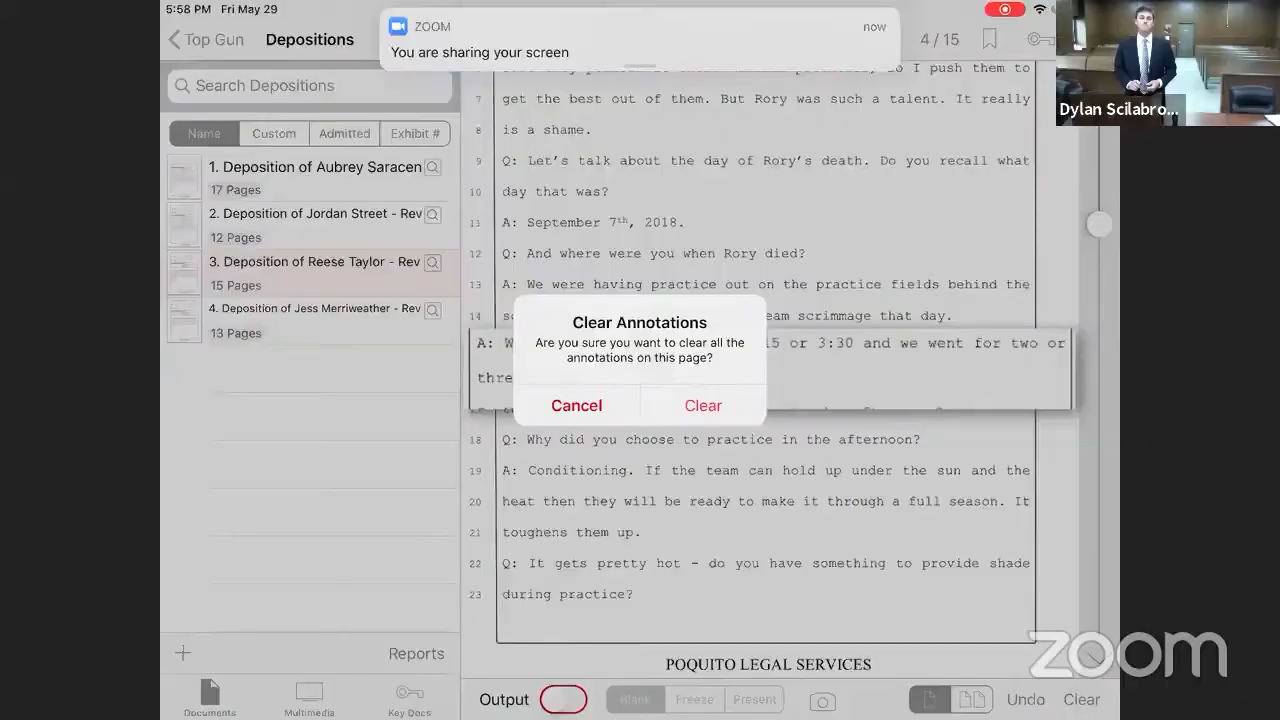 5:58 PM Fri May 29
Top Gun
Depositions
ZOOM
now
You are sharing your screen
4 / 15
Dylan Scilabro...
Search Depositions
Name
Custom
Admitted
Exhibit #
1. Deposition of Aubrey Saracen
17 Pages
2. Deposition of Jordan Street - Rev
12 Pages
3. Deposition of Reese Taylor - Rev
15 Pages
4. Deposition of Jess Merriweather - Rev
13 Pages
Reports
Documents
Multimedia
Key Docs
I push them to
7 get the best out of them. But Rory was such a talent. It really
8 is a shame.
9 Q: Let's talk about the day of Rory's death. Do you recall what
10 day that was?
11 A: September 7th, 2018.
12 Q: And where were you when Rory died?
13 A: We were having practice out on the practice fields behind the
14 scrimmage that day.
A: 15 or 3:30 and we went for two or
18 Q: Why did you choose to practice in the afternoon?
19 A: Conditioning. If the team can hold up under the sun and the
20 heat then they will be ready to make it through a full season. It
21 toughens them up.
22 Q: It gets pretty hot - do you have something to provide shade
23 during practice?
POQUITO LEGAL SERVICES
Clear Annotations
Are you sure you want to clear all the
annotations on this page?
Cancel
Clear
Output
Blank
Freeze
Present
Undo
Clear
zoom